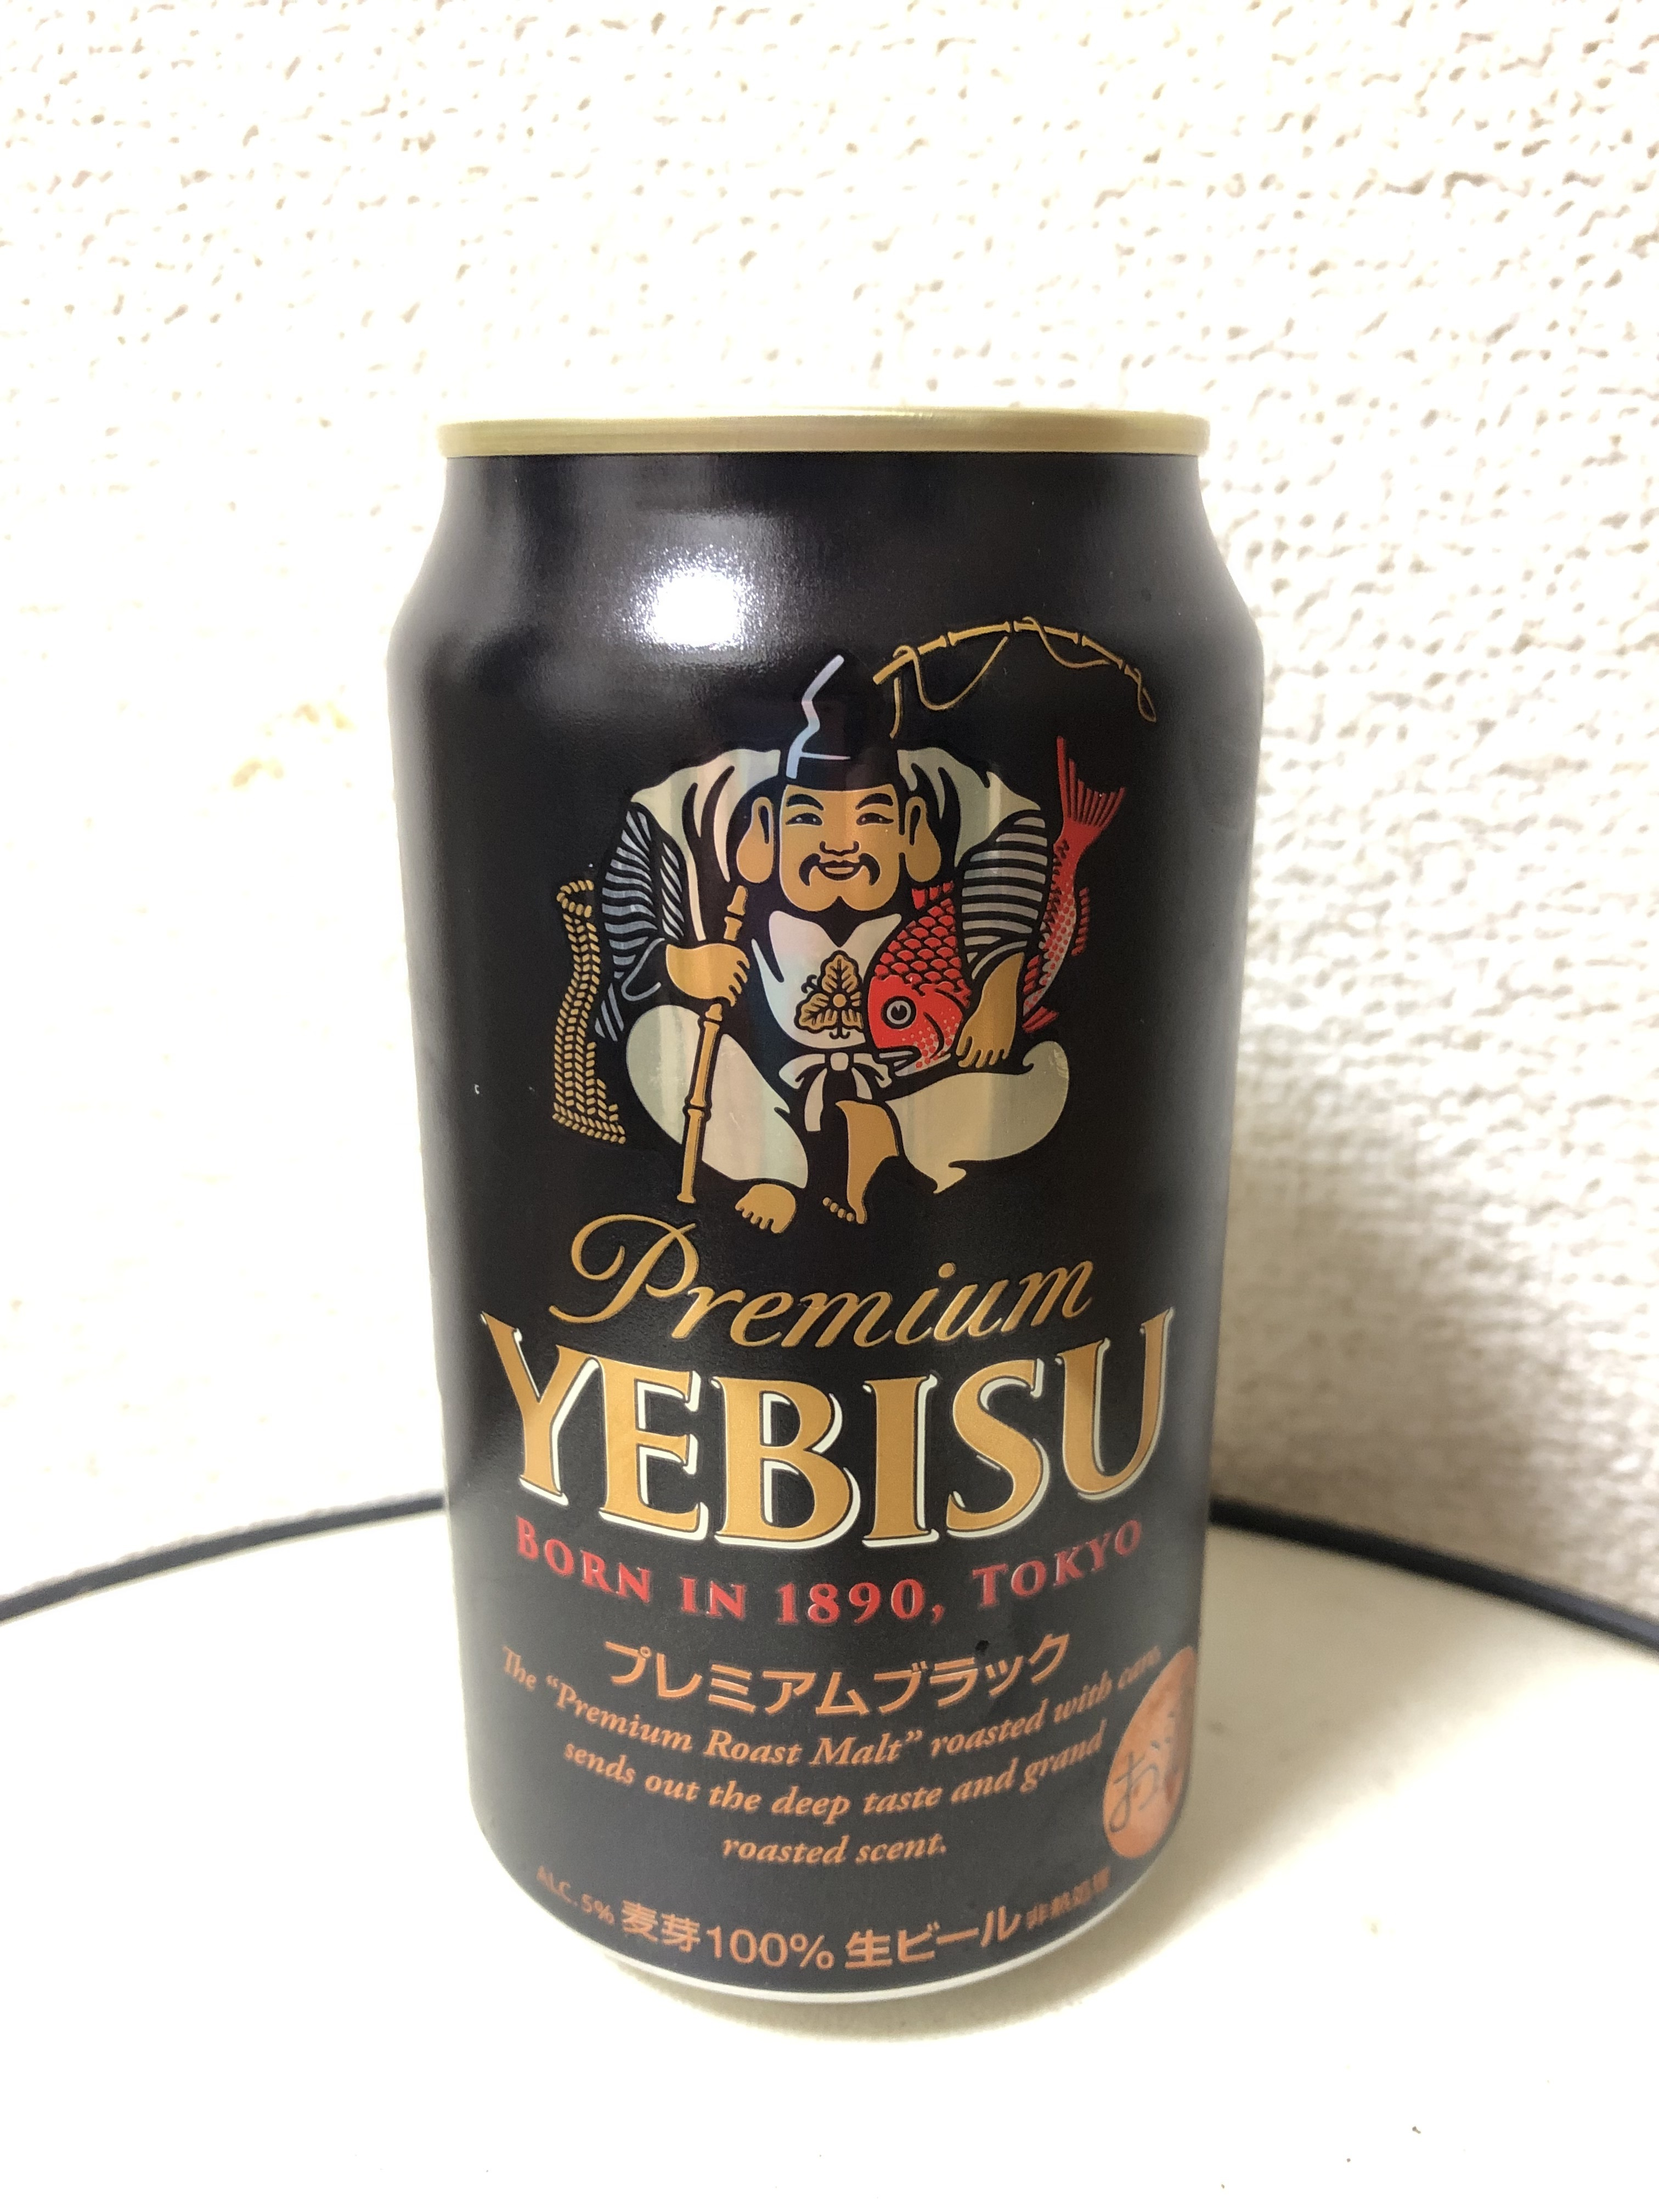 Premium
YEBISU
BORN IN 1890, TOKYO
プレミアムブラック
The “Premium Roast Malt” roasted with care,
sends out the deep taste and grand
roasted scent.
ALC. 5% 麦芽100% 生ビール 非熱処理
お酒